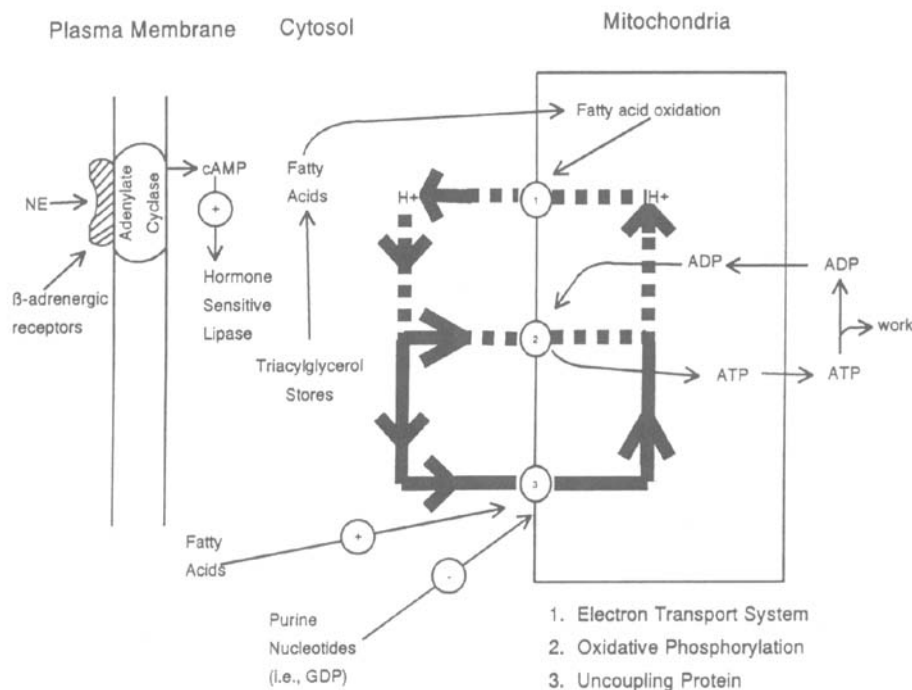 Plasma Membrane
Cytosol
Mitochondria
Fatty acid oxidation
NE
Adenylate
Cyclase
cAMP
+
Hormone
Sensitive
Lipase
ß-adrenergic
receptors
Fatty
Acids
Triacylglycerol
Stores
H+
1
H+
ADP
ADP
work
2
ATP
ATP
3
Fatty
Acids
+
-
Purine
Nucleotides
(i.e., GDP)
1. Electron Transport System
2. Oxidative Phosphorylation
3. Uncoupling Protein